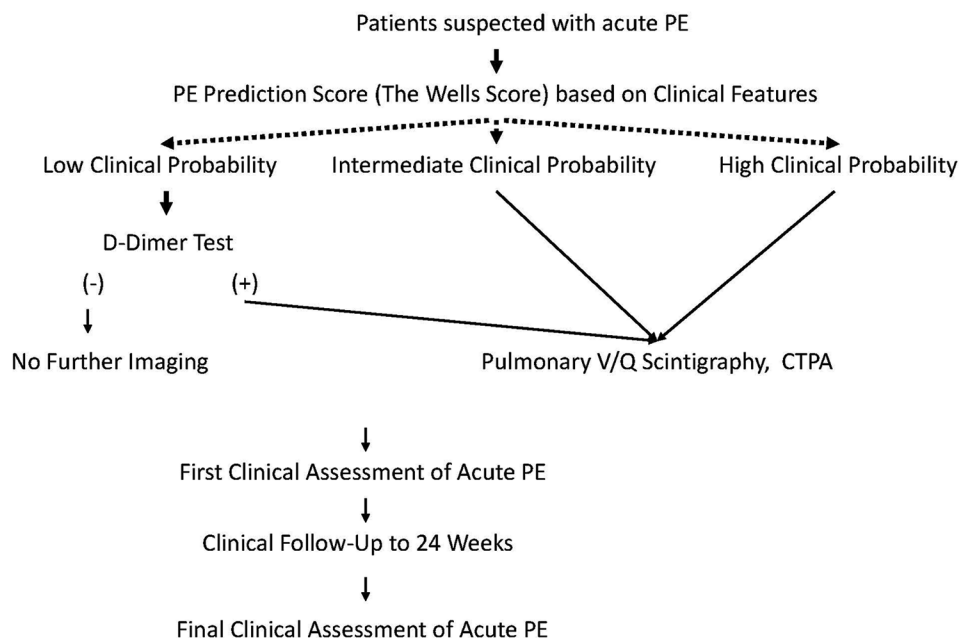 Patients suspected with acute PE
PE Prediction Score (The Wells Score) based on Clinical Features
Low Clinical Probability
Intermediate Clinical Probability
High Clinical Probability
D-Dimer Test
(-)
(+)
No Further Imaging
Pulmonary V/Q Scintigraphy, CTPA
First Clinical Assessment of Acute PE
Clinical Follow-Up to 24 Weeks
Final Clinical Assessment of Acute PE